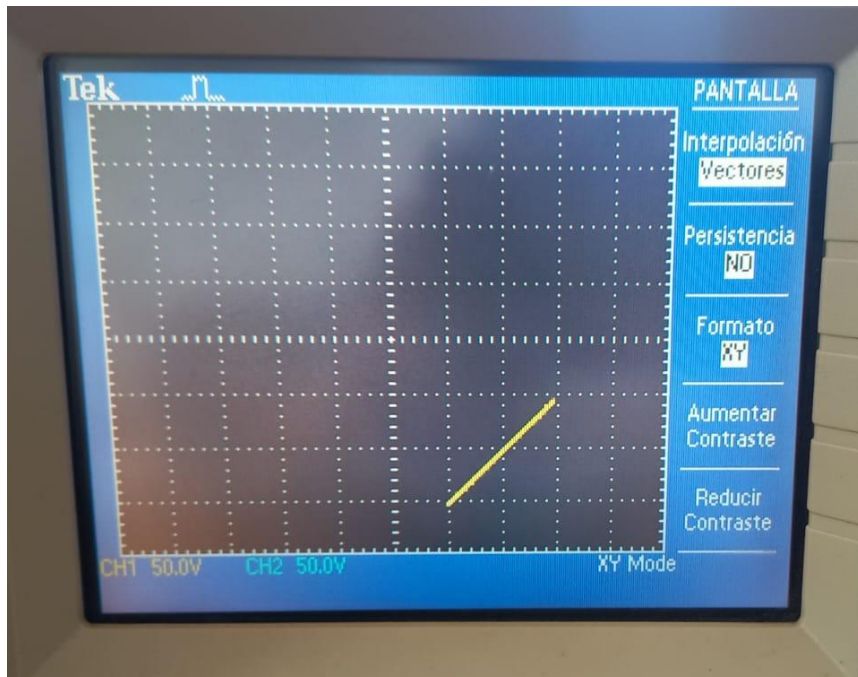 Tek
PANTALLA
Interpolación
Vectores
Persistencia
NO
Formato
XY
Aumentar
Contraste
Reducir
Contraste
CH1 50.0V CH2 50.0V XY Mode